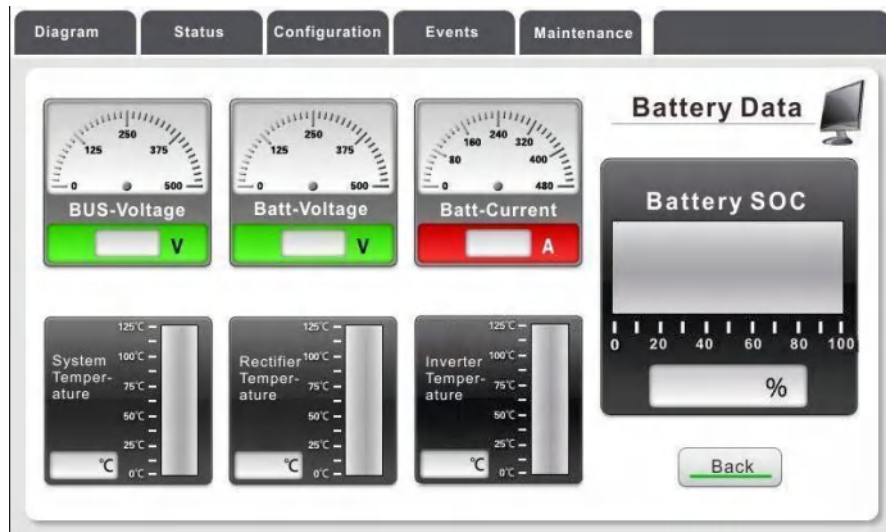 Diagram
Status
Configuration
Events
Maintenance
Battery Data
0
125
250
375
500
BUS-Voltage
V
0
125
250
375
500
Batt-Voltage
V
0
80
160
240
320
400
480
Batt-Current
A
Battery SOC
0 20 40 60 80 100
%
System
Temper-
ature
125℃
100℃
75℃
50℃
25℃
0℃
℃
Rectifier
Temper-
ature
125℃
100℃
75℃
50℃
25℃
0℃
℃
Inverter
Temper-
ature
125℃
100℃
75℃
50℃
25℃
0℃
℃
Back